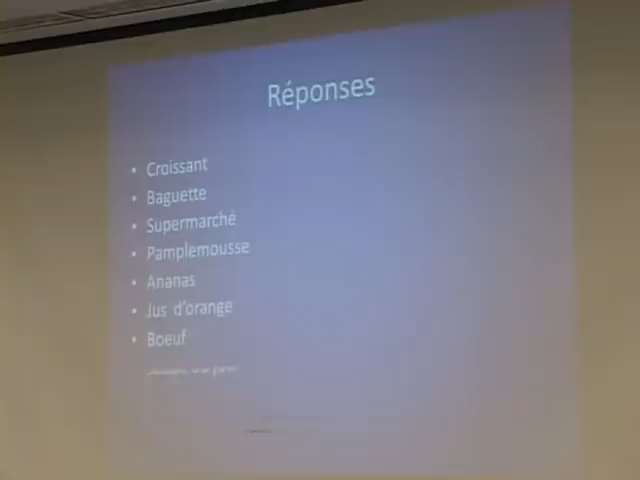 Réponses
• Croissant
• Baguette
• Supermarché
• Pamplemousse
• Ananas
• Jus d'orange
• Boeuf